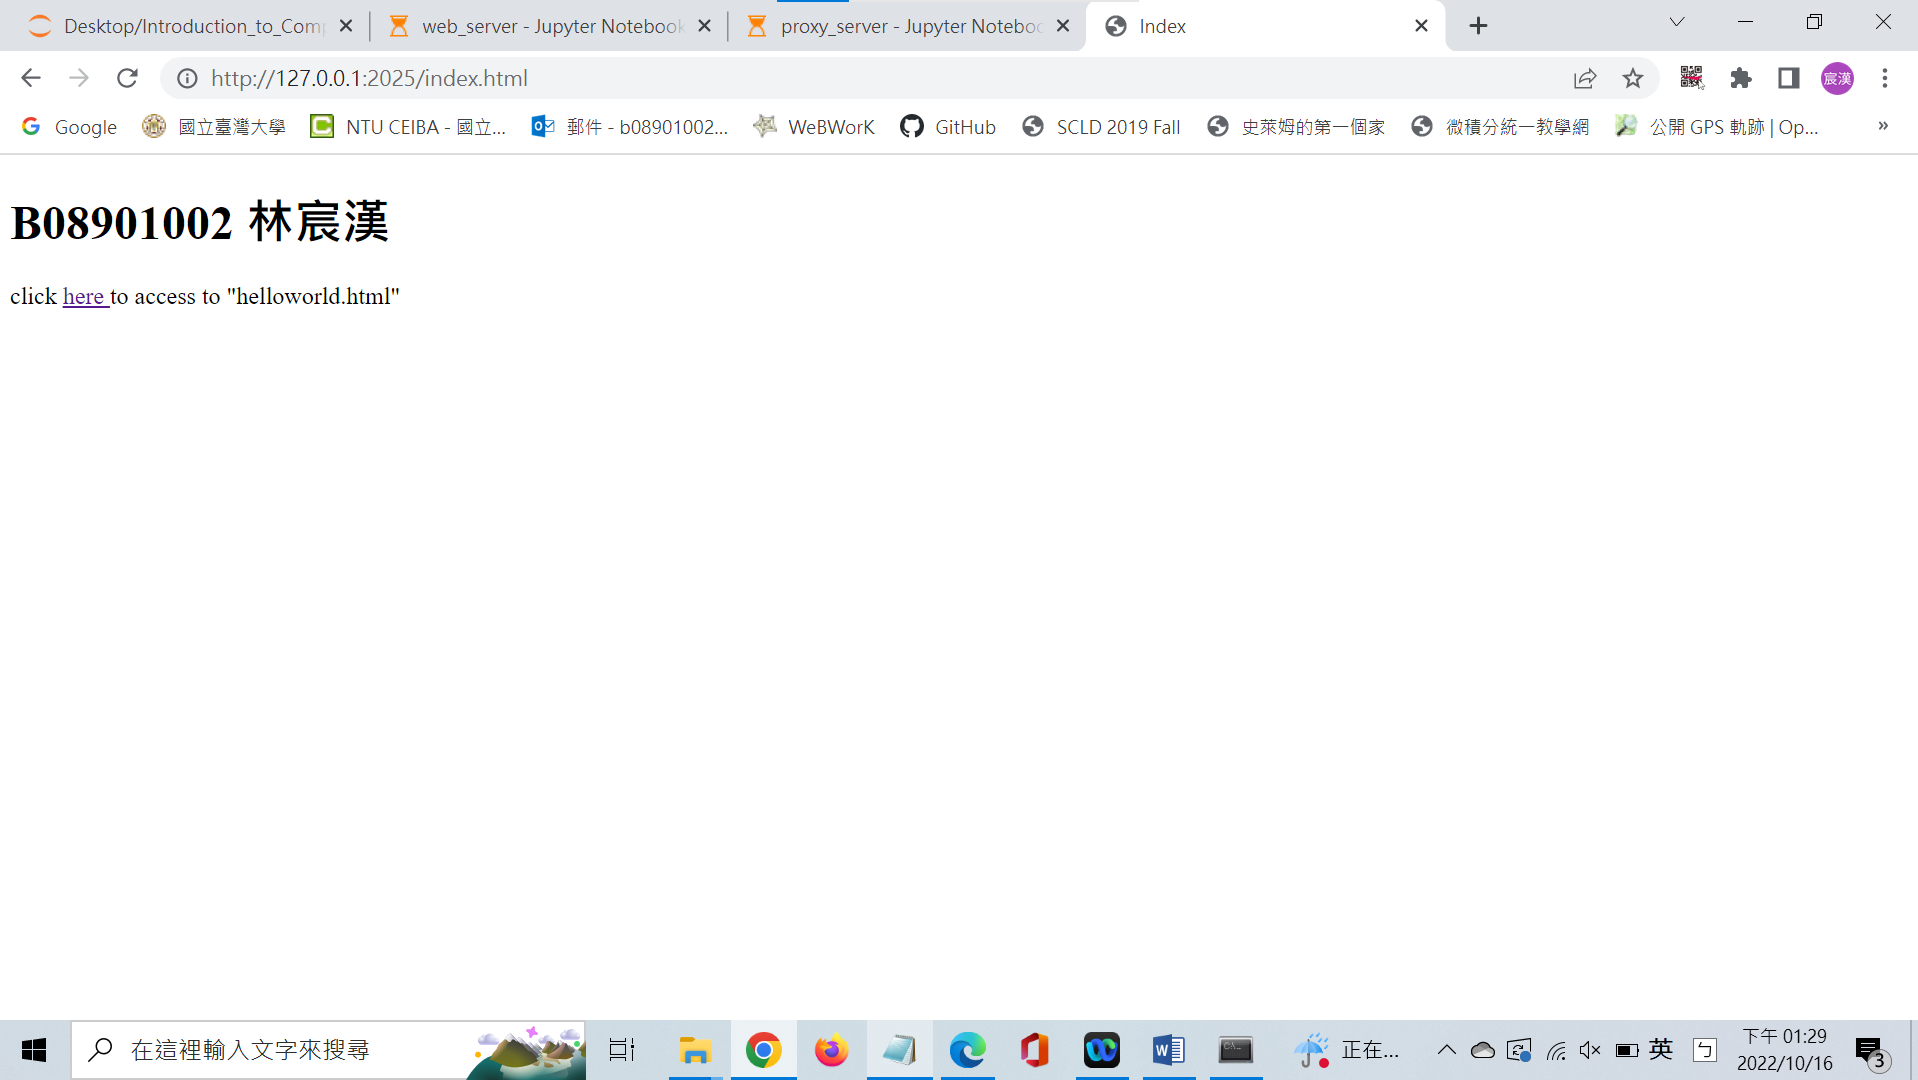 Desktop/Introduction_to_Comp
web_server - Jupyter Notebook
proxy_server - Jupyter Noteboo
Index
http://127.0.0.1:2025/index.html
宸漢
Google
國立臺灣大學
NTU CEIBA - 國立...
郵件 - b08901002...
WeBWorK
GitHub
SCLD 2019 Fall
史萊姆的第一個家
微積分統一教學網
公開 GPS 軌跡 | Op...
»
B08901002 林宸漢
click here to access to "helloworld.html"
在這裡輸入文字來搜尋
正在...
英
ㄅ
下午 01:29
2022/10/16
3